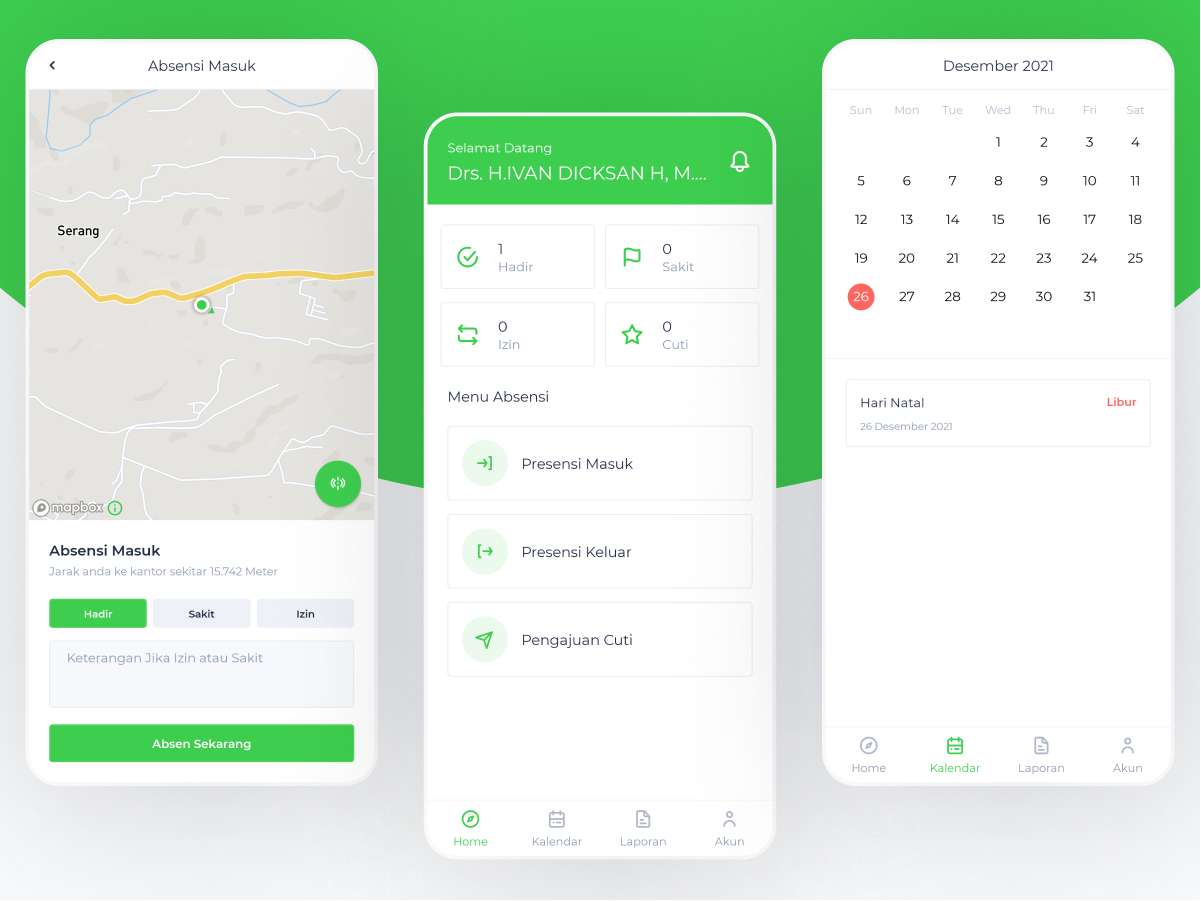 Absensi Masuk
Serang
mapbox
Absensi Masuk
Jarak anda ke kantor sekitar 15.742 Meter
Hadir Sakit Izin
Keterangan Jika Izin atau Sakit
Absen Sekarang
Selamat Datang
Drs. H.IVAN DICKSAN H, M....
1
Hadir
0
Sakit
0
Izin
0
Cuti
Menu Absensi
Presensi Masuk
Presensi Keluar
Pengajuan Cuti
Home Kalendar Laporan Akun
Desember 2021
Sun Mon Tue Wed Thu Fri Sat
1 2 3 4
5 6 7 8 9 10 11
12 13 14 15 16 17 18
19 20 21 22 23 24 25
26 27 28 29 30 31
Hari Natal Libur
26 Desember 2021
Home Kalendar Laporan Akun